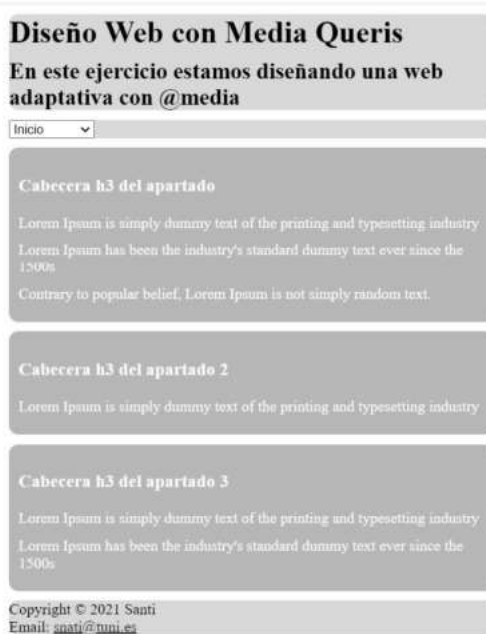 Diseño Web con Media Queris
En este ejercicio estamos diseñando una web
adaptativa con @media
Inicio
Cabecera h3 del apartado
Lorem Ipsum is simply dummy text of the printing and typesetting industry
Lorem Ipsum has been the industry's standard dummy text ever since the
1500s
Contrary to popular belief, Lorem Ipsum is not simply random text.
Cabecera h3 del apartado 2
Lorem Ipsum is simply dummy text of the printing and typesetting industry
Cabecera h3 del apartado 3
Lorem Ipsum is simply dummy text of the printing and typesetting industry
Lorem Ipsum has been the industry's standard dummy text ever since the
1500s
Copyright © 2021 Santi
Email: snati@tuni.es